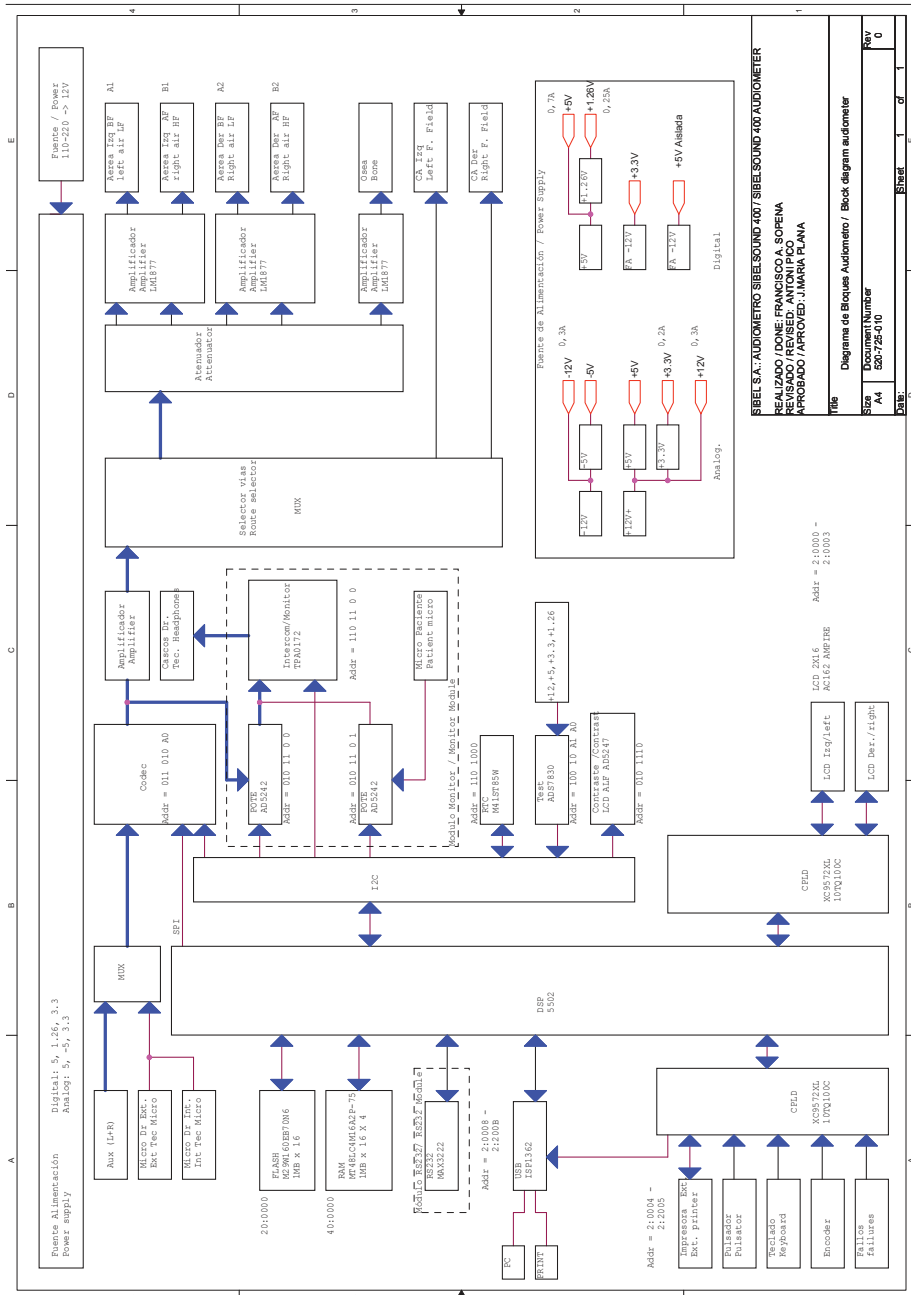 Fuente Alimentación
Power supply
Digital: 5, 1.26, 3.3
Analog: 5, -5, 3.3
Fuente / Power
110-220 -> 12V
Aux (L+R)
Micro Dr Ext.
Ext Tec Micro
Micro Dr Int.
Int Tec Micro
MUX
SPI
Codec
Addr = 011 010 A0
Amplificador
Amplifier
Cascos Dr.
Tec. Headphones
Selector vias
Route selector
MUX
Atenuador
Attenuator
Amplificador
Amplifier
LM1877
Amplificador
Amplifier
LM1877
Amplificador
Amplifier
LM1877
Aerea Izq BF
left air LF
A1
Aerea Izq AF
right air HF
B1
Aerea Der BF
Right air LF
A2
Aerea Der AF
Right air HF
B2
Osea
Bone
CA Izq
Left F. Field
CA Der
Right F. Field
POTE
AD5242
Addr = 010 11 0 0
POTE
AD5242
Addr = 010 11 0 1
Intercom/Monitor
TPA0172
Addr = 110 11 0 0
Micro Paciente
Patient micro
Modulo Monitor / Monitor Module
I2C
Addr = 110 1000
RTC
M41ST85W
Test
ADS7830
Addr = 100 10 A1 A0
+12,+5,+3.3,+1.26
Contraste /Contrast
LCD ALF AD5247
Addr = 010 1110
DSP
5502
20:0000
FLASH
M29W160EB70N6
1MB x 16
40:0000
RAM
MT48LC4M16A2P-75
1MB x 16 X 4
Modulo RS232/ RS232 Module
RS232
MAX3222
Addr = 2:0008 -
2:200B
USB
ISP1362
PC
PRINT
Addr = 2:0004 -
2:2005
Impresora Ext
Ext. printer
Pulsador
Pulsator
Teclado
Keyboard
Encoder
Fallos
failures
CPLD
XC9572XL
10TQ100C
CPLD
XC9572XL
10TQ100C
LCD Izq/left
LCD Der./right
LCD 2X16
AC162 AMPIRE
Addr = 2:0000 -
2:0003
Fuente de Alimentación / Power Supply
-12V
-5V
-12V
0,3A
-5V
+12V+
+5V
+3.3V
+5V
+3.3V
0,2A
+12V
0,3A
Analog.
+5V
+1.26V
0,7A
+5V
+1.26V
0,25A
FA -12V
+3.3V
FA -12V
+5V Aislada
Digital
SIBEL S.A.: AUDIOMETRO SIBELSOUND 400 / SIBELSOUND 400 AUDIOMETER
REALIZADO / DONE: FRANCISCO A. SOPENA
REVISADO / REVISED: ANTONI PICO
APROBADO / APROVED: J.MARIA PLANA
Title
Diagrama de Bloques Audiometro / Block diagram audiometer
Size
A4
Document Number
520-725-010
Rev
0
Date:
Sheet
1
of
1
A
B
C
D
E
A
B
C
D
E
4
3
2
1
4
3
2
1